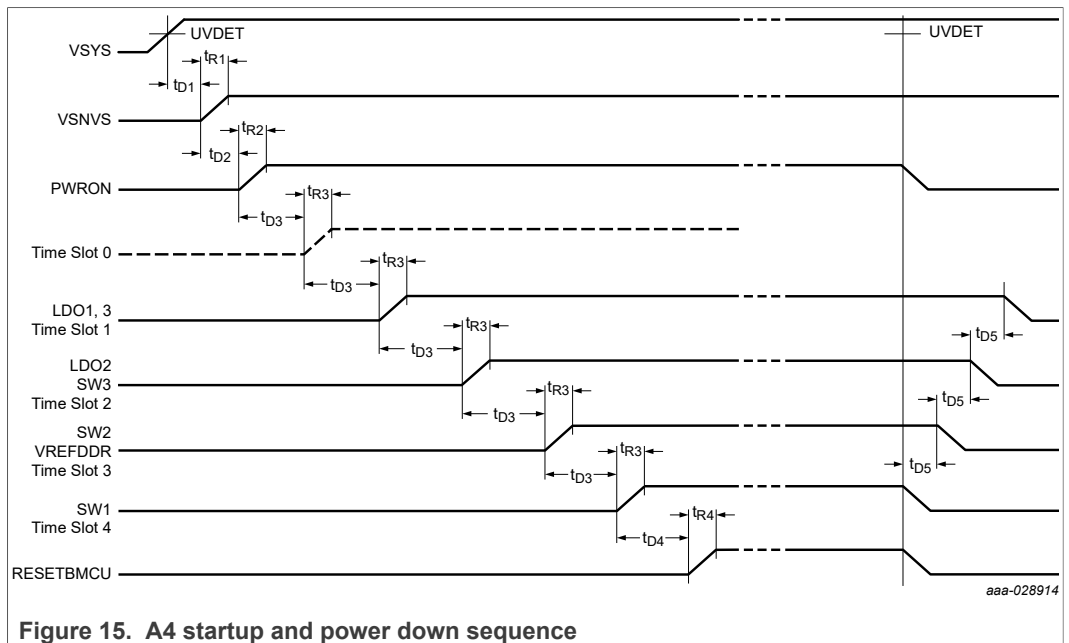 VSYS
UVDET
UVDET
tR1
tD1
VSNVS
tR2
tD2
PWRON
tR3
tD3
Time Slot 0
tR3
tD3
LDO1, 3
Time Slot 1
tR3
tD3
tD5
LDO2
SW3
Time Slot 2
tR3
tD3
tD5
SW2
VREFDDR
Time Slot 3
tR3
tD3
tD5
SW1
Time Slot 4
tR4
tD4
RESETBMCU
aaa-028914
Figure 15. A4 startup and power down sequence